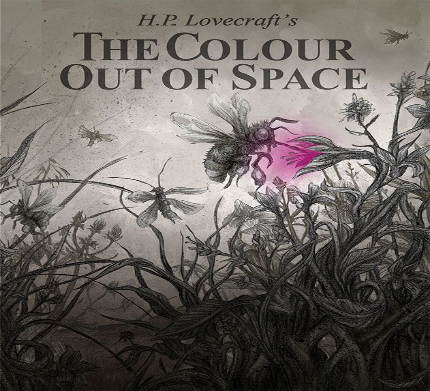 H.P. Lovecraft's
The Colour
Out of Space